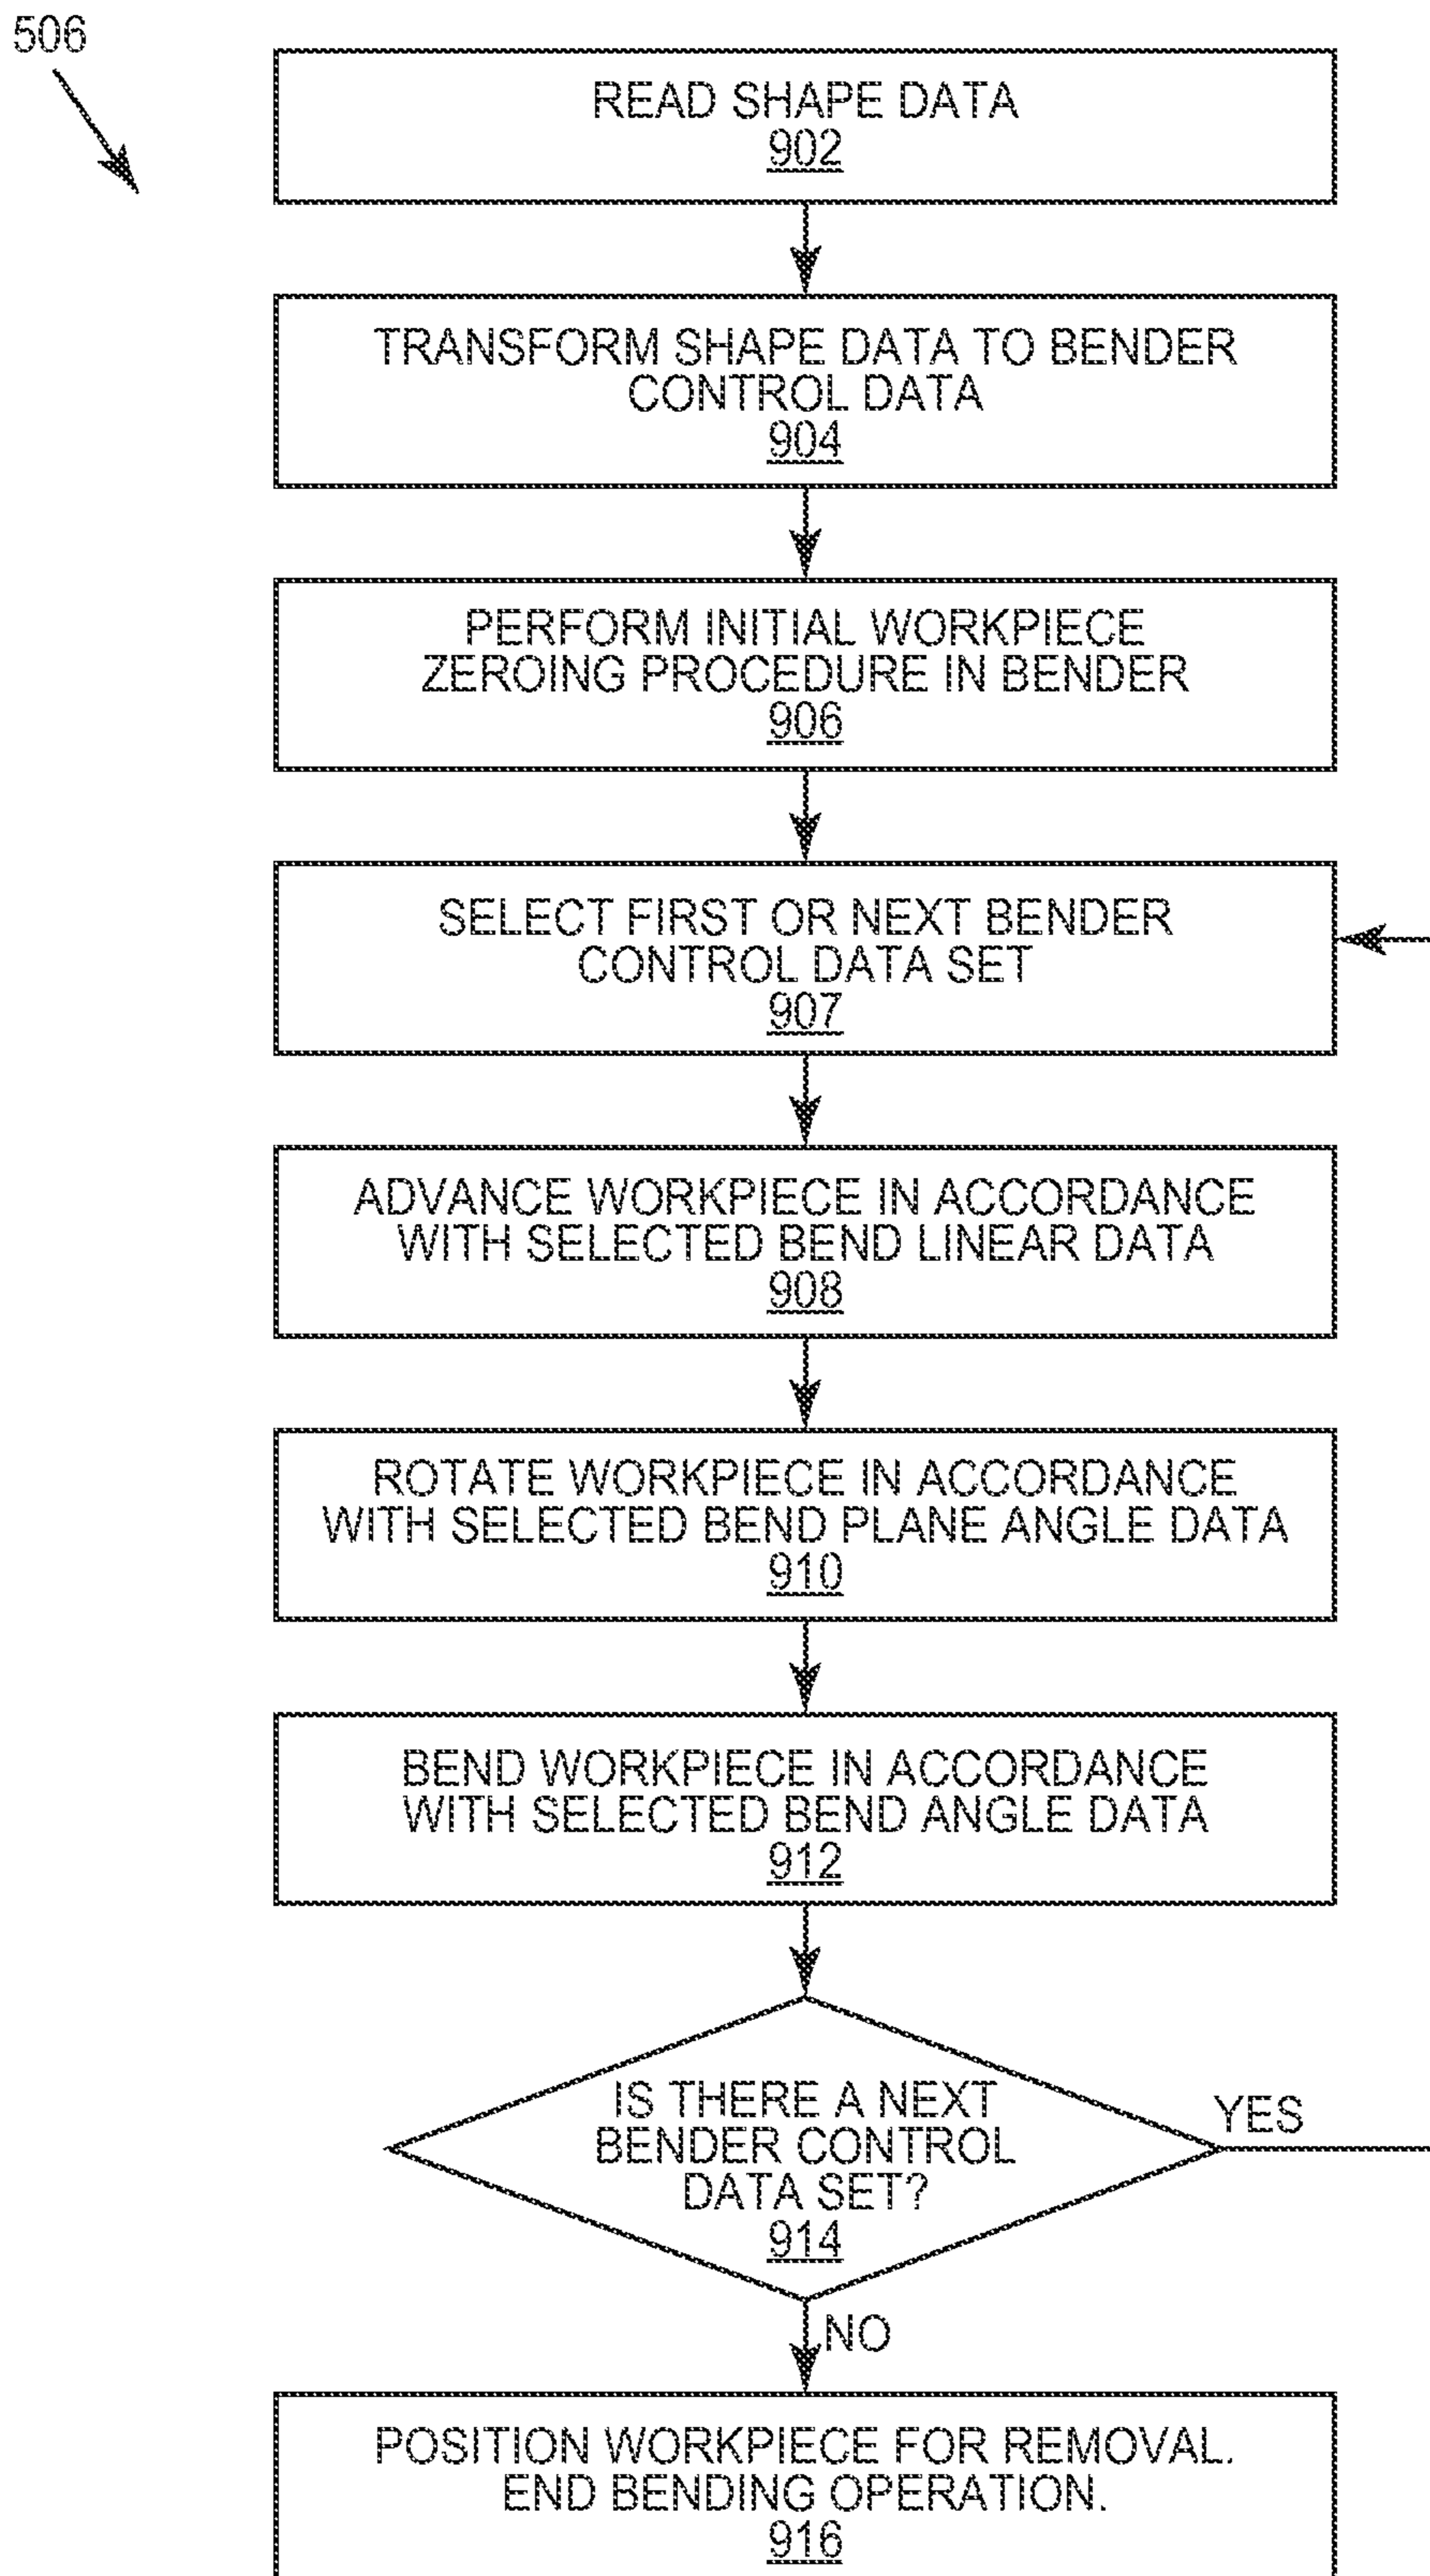 506
READ SHAPE DATA
902
TRANSFORM SHAPE DATA TO BENDER
CONTROL DATA
904
PERFORM INITIAL WORKPIECE
ZEROING PROCEDURE IN BENDER
906
SELECT FIRST OR NEXT BENDER
CONTROL DATA SET
907
ADVANCE WORKPIECE IN ACCORDANCE
WITH SELECTED BEND LINEAR DATA
908
ROTATE WORKPIECE IN ACCORDANCE
WITH SELECTED BEND PLANE ANGLE DATA
910
BEND WORKPIECE IN ACCORDANCE
WITH SELECTED BEND ANGLE DATA
912
IS THERE A NEXT
BENDER CONTROL
DATA SET?
914
YES
NO
POSITION WORKPIECE FOR REMOVAL.
END BENDING OPERATION.
916